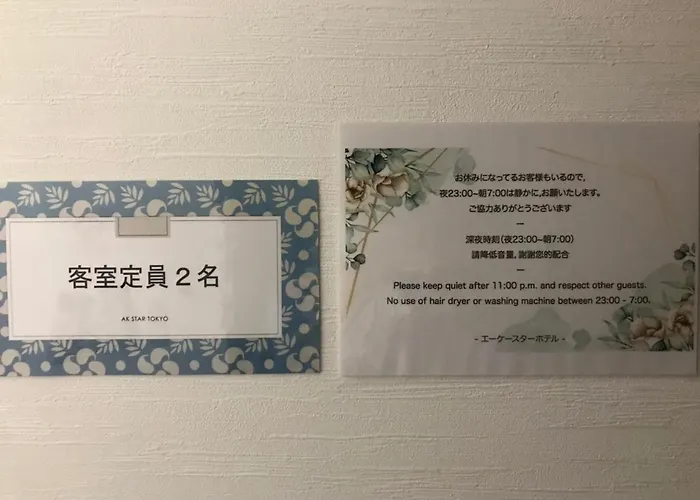 客室定員２名
AK STAR TOKYO
お休みになってるお客様もいるので,
夜23:00~朝7:00は静かに,お願いたします。
ご協力ありがとうございます
―
深夜時刻(夜23:00~朝7:00)
請降低音量,謝謝您的配合
―
Please keep quiet after 11:00 p.m. and respect other guests.
No use of hair dryer or washing machine between 23:00 - 7:00.
- エーケースターホテル -